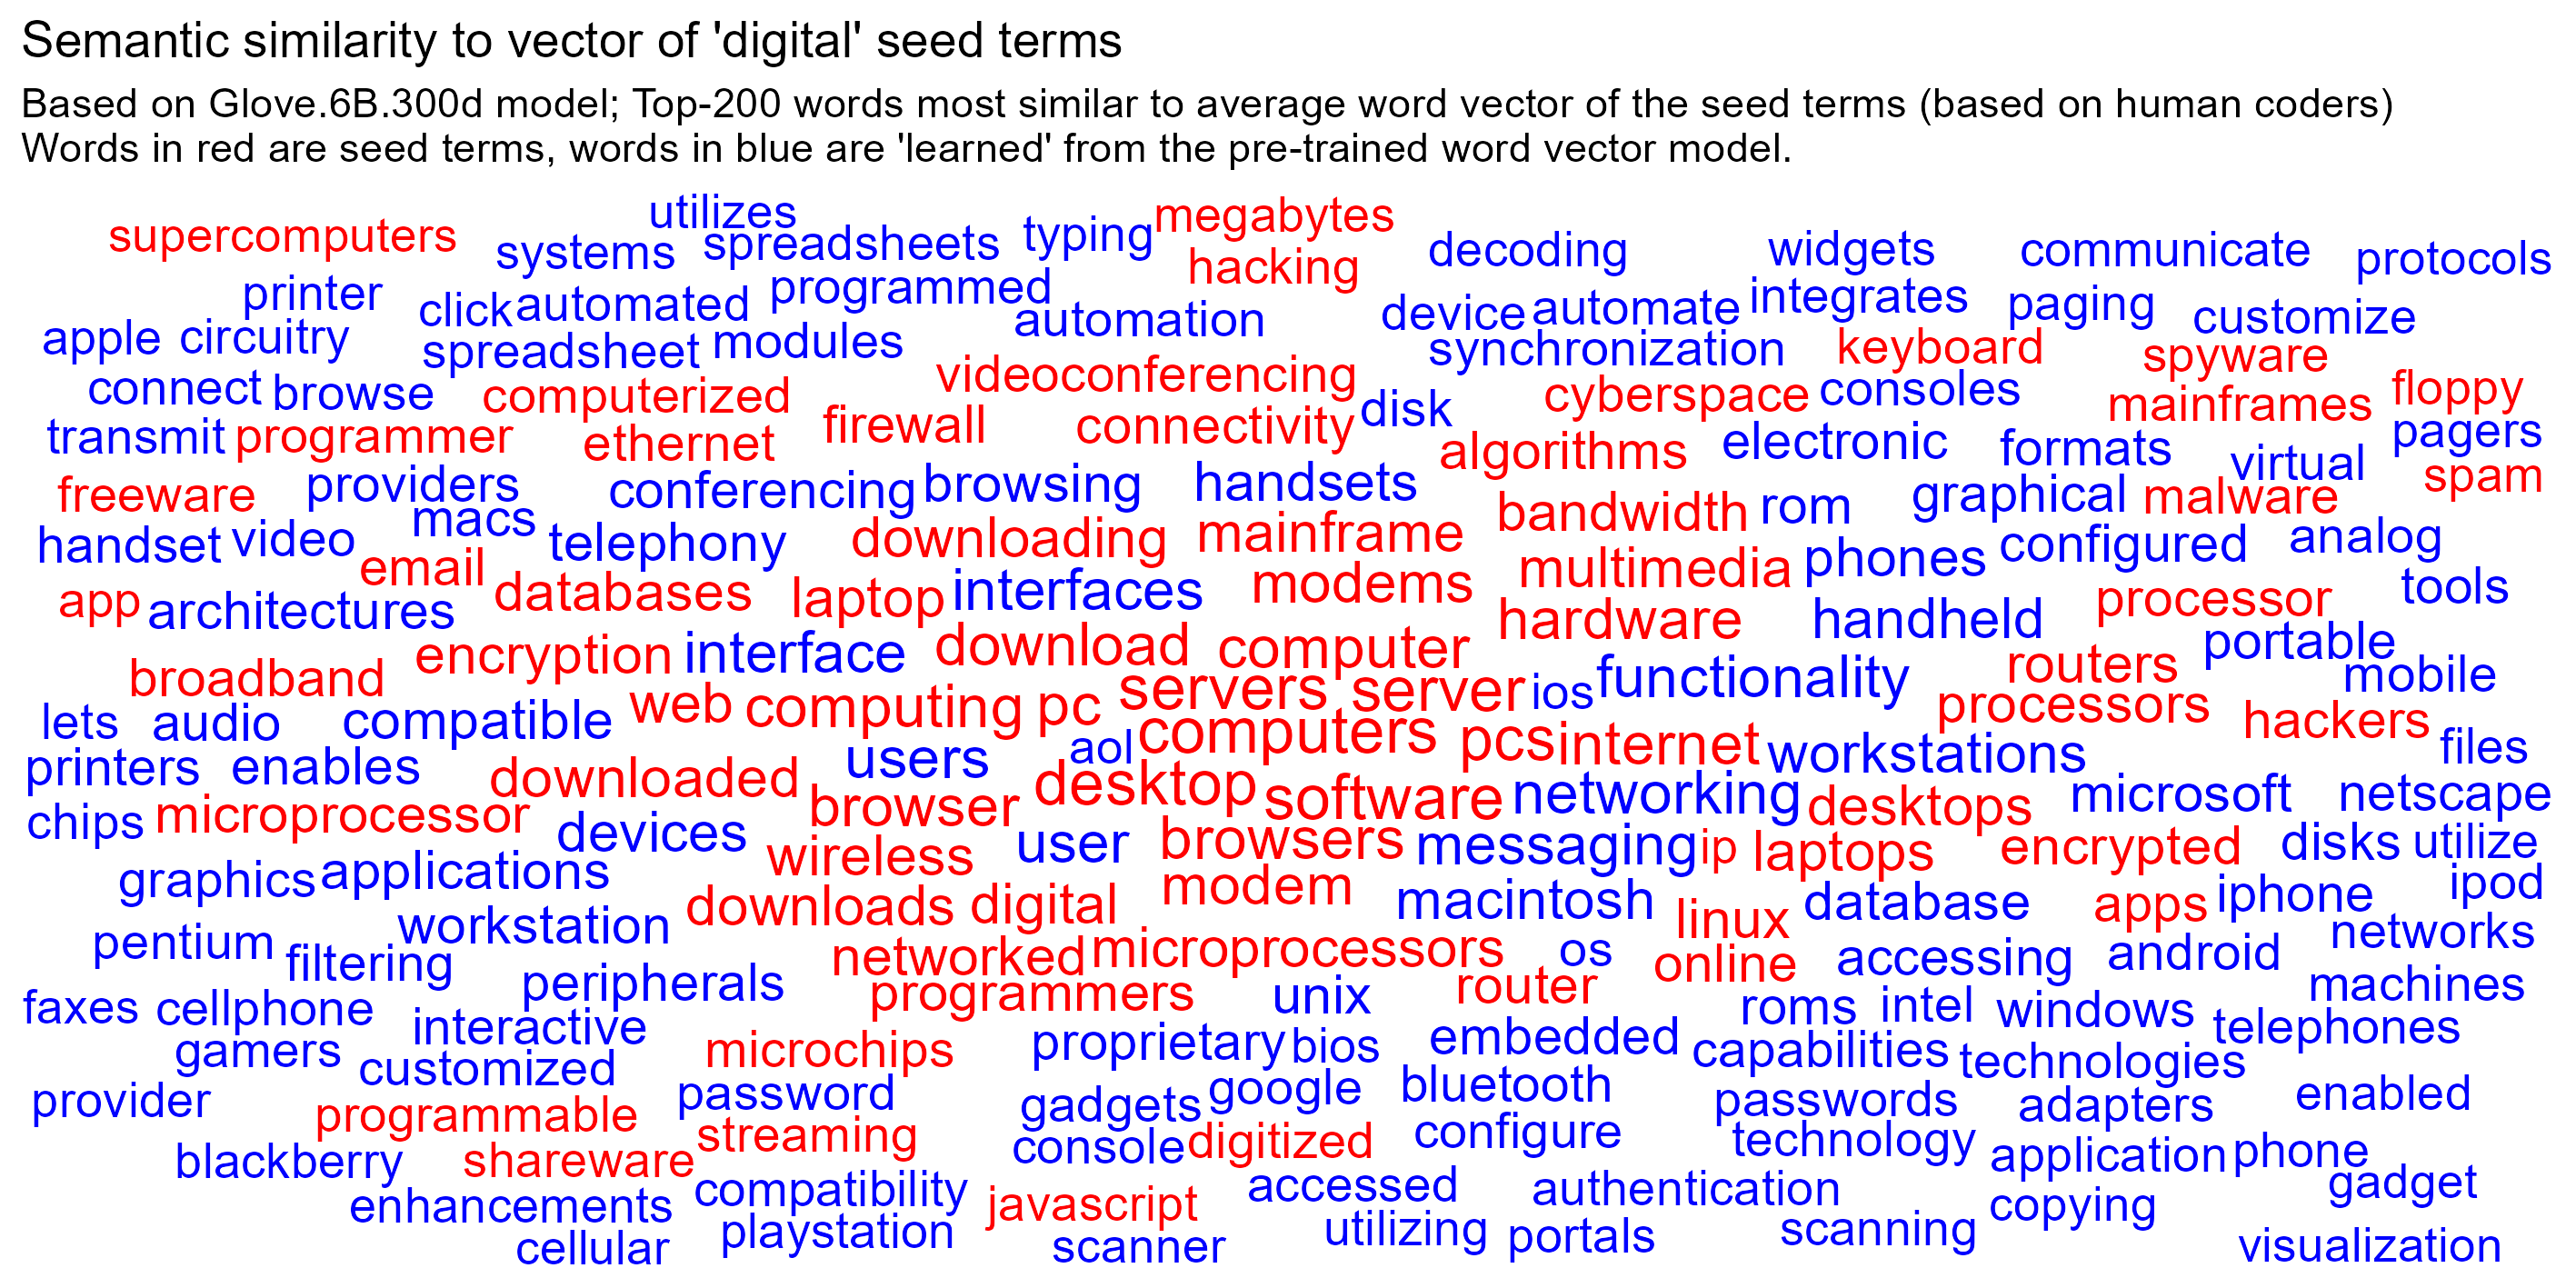 Semantic similarity to vector of 'digital' seed terms
Based on Glove.6B.300d model; Top-200 words most similar to average word vector of the seed terms (based on human coders)
Words in red are seed terms, words in blue are 'learned' from the pre-trained word vector model.
utilizes megabytes
supercomputers systems spreadsheets typing hacking decoding widgets communicate protocols
printer click automated programmed automation device automate integrates paging customize
apple circuitry spreadsheet modules synchronization keyboard spyware
connect browse computerized videoconferencing disk cyberspace consoles mainframes floppy
transmit programmer ethernet firewall connectivity algorithms electronic formats virtual pagers
freeware providers conferencing browsing handsets bandwidth rom graphical malware spam
handset video macs telephony downloading mainframe multimedia phones configured analog
email databases laptop interfaces modems processor tools
app architectures hardware handheld portable
broadband encryption interface download computer functionality routers mobile
lets audio compatible web computing pc servers server ios processors hackers
printers enables users aol computers pcs internet workstations files
downloaded browser desktop software networking desktops microsoft netscape
chips microprocessor devices wireless user browsers messaging ip laptops encrypted disks utilize
graphics applications downloads digital modem macintosh linux database apps iphone ipod
pentium filtering workstation networked microprocessors os online accessing android networks
faxes cellphone peripherals programmers unix router roms intel windows machines
gamers interactive microchips proprietary bios embedded capabilities technologies telephones
customized password gadgets google bluetooth passwords adapters enabled
provider programmable streaming console digitized configure technology application phone
blackberry shareware compatibility accessed authentication copying gadget
enhancements playstation javascript utilizing portals scanning
cellular scanner visualization